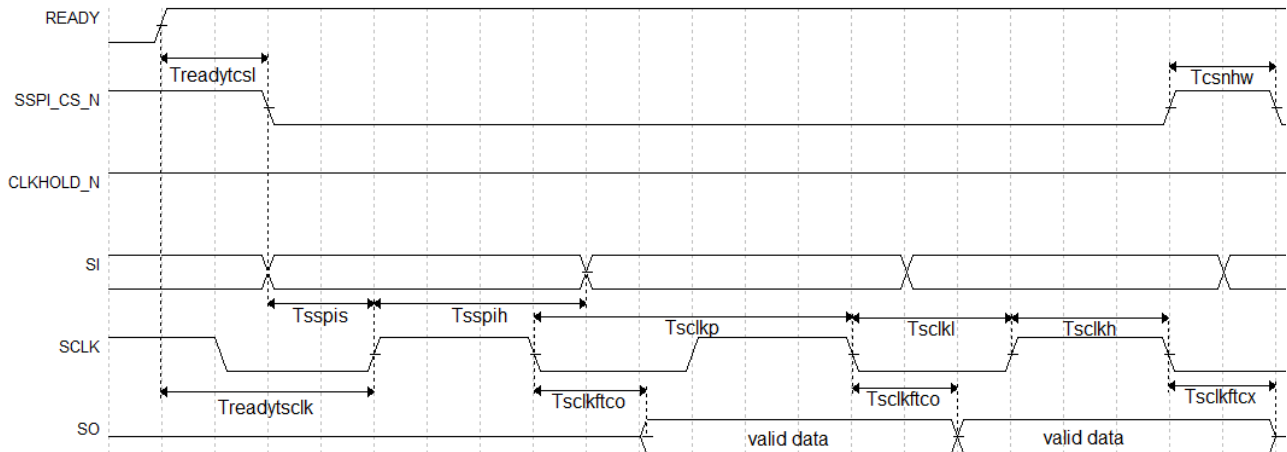 READY
Treadytcsl
Tcsnhw
SSPI_CS_N
CLKHOLD_N
SI
Tsspis
Tsspih
Tsclkp
Tsclkl
Tsclkh
SCLK
Treadytsclk
Tsclkftco
Tsclkftco
Tsclkftcx
SO
valid data
valid data